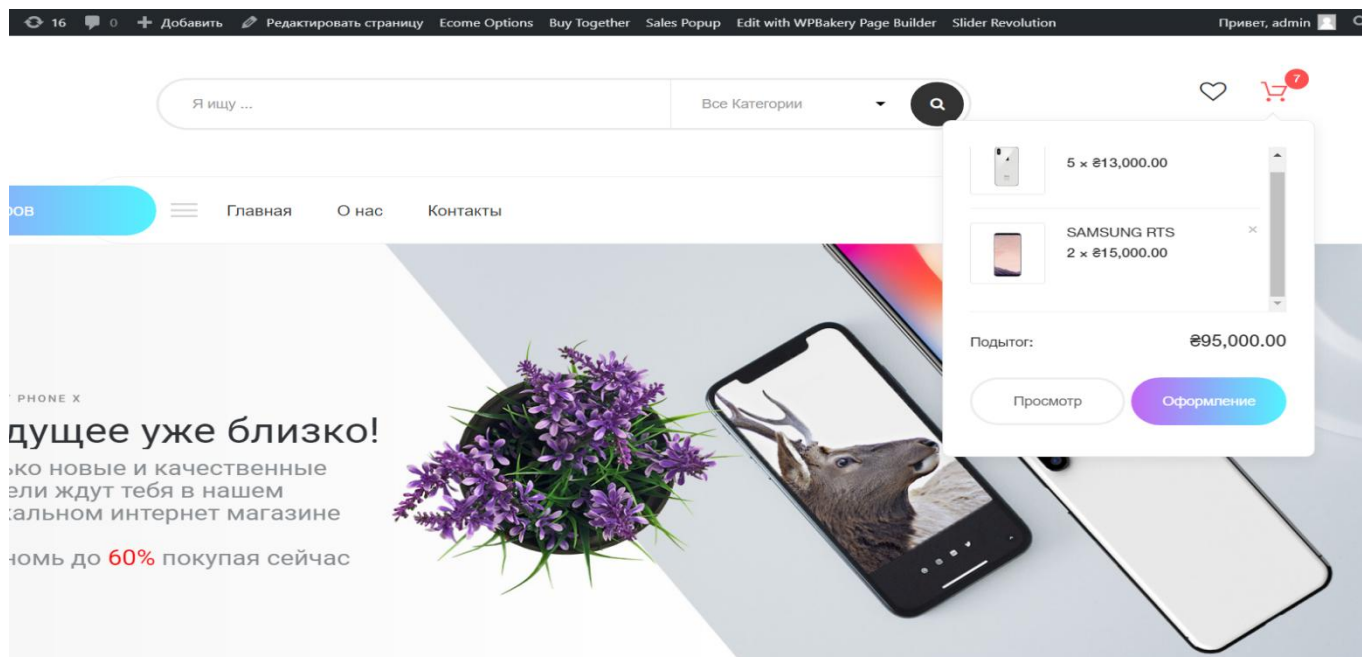 16 0 Добавить Редактировать страницу Ecome Options Buy Together Sales Popup Edit with WPBakery Page Builder Slider Revolution Привет, admin
7
Я ищу ... Все Категории
5 × ₴13,000.00
ров Главная О нас Контакты
SAMSUNG RTS ×
2 × ₴15,000.00
Подытог: ₴95,000.00
Просмотр Оформление
PHONE X
дущее уже близко!
ько новые и качественные
ели ждут тебя в нашем
кальном интернет магазине
номь до 60% покупая сейчас